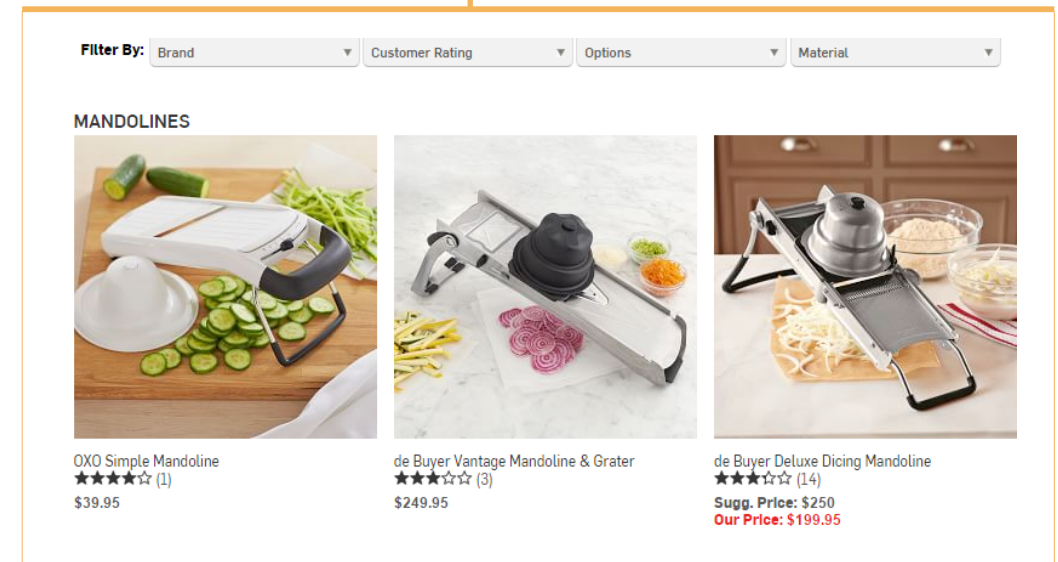 Filter By: Brand Customer Rating Options Material
MANDOLINES
OXO Simple Mandoline
(1)
$39.95
de Buyer Vantage Mandoline & Grater
(3)
$249.95
de Buyer Deluxe Dicing Mandoline
(14)
Sugg. Price: $250
Our Price: $199.95